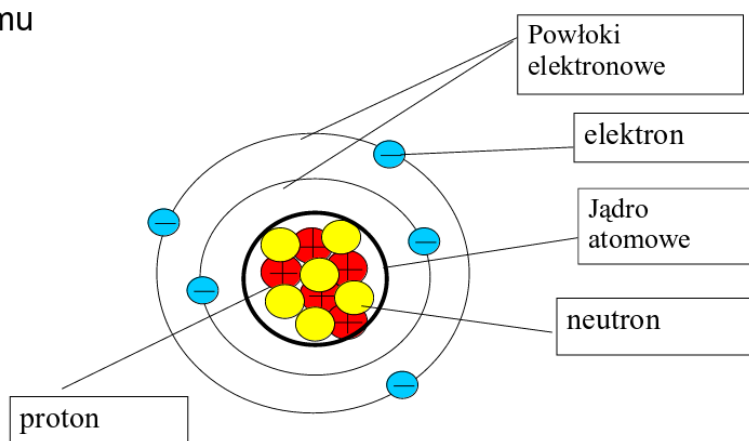 mu
Powłoki
elektronowe
elektron
Jądro
atomowe
neutron
proton